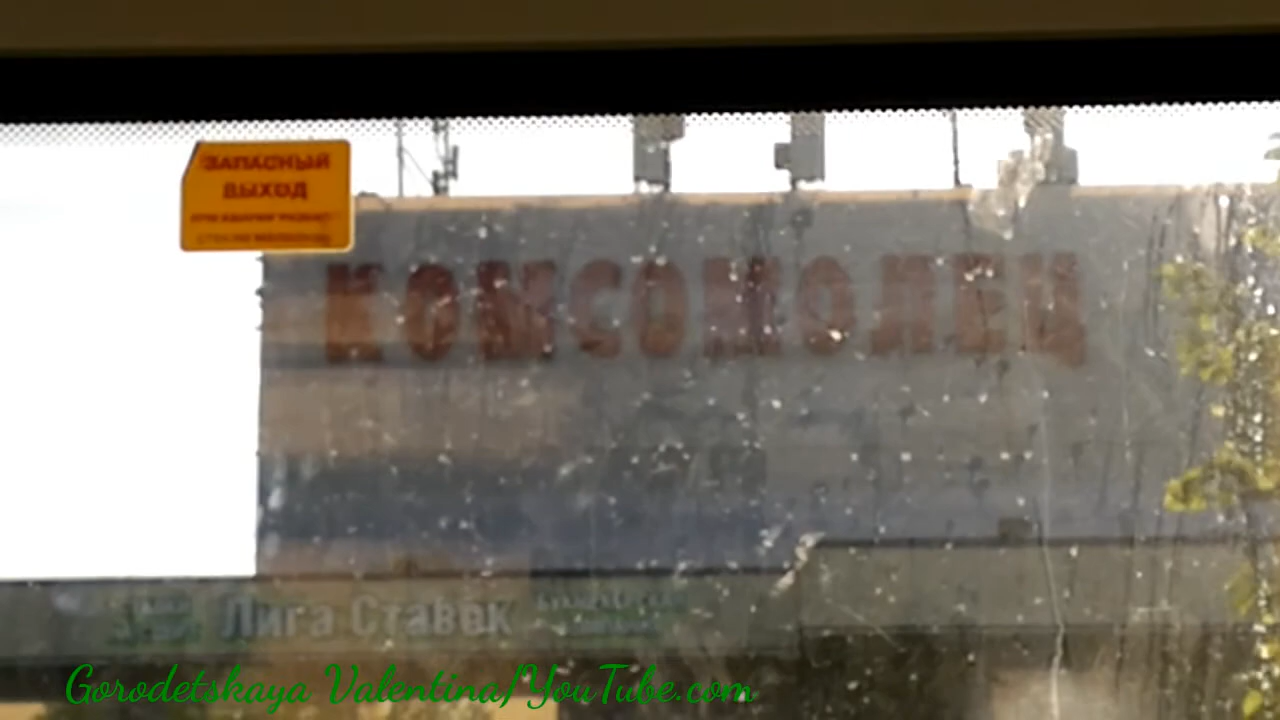 ЗАПАСНЫЙ
ВЫХОД
КОМСОМОЛЕЦ
Лига Ставок
Gorodetskaya Valentina/YouTube.com